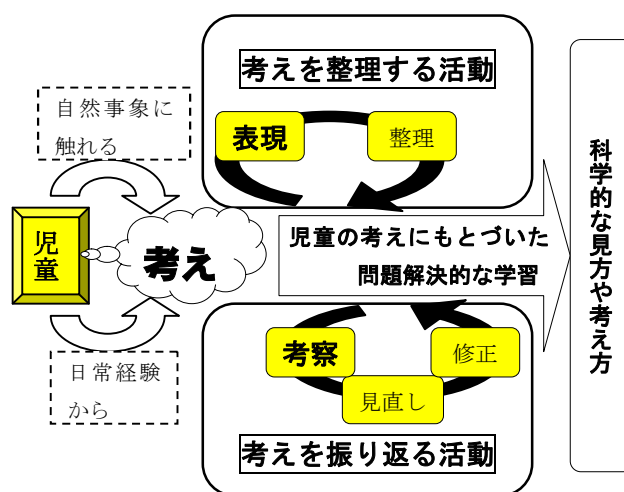 考えを整理する活動
表現
整理
自然事象に
触れる
児童
考え
児童の考えにもとづいた
問題解決的な学習
科学的な見方や考え方
日常経験
から
考察
修正
見直し
考えを振り返る活動